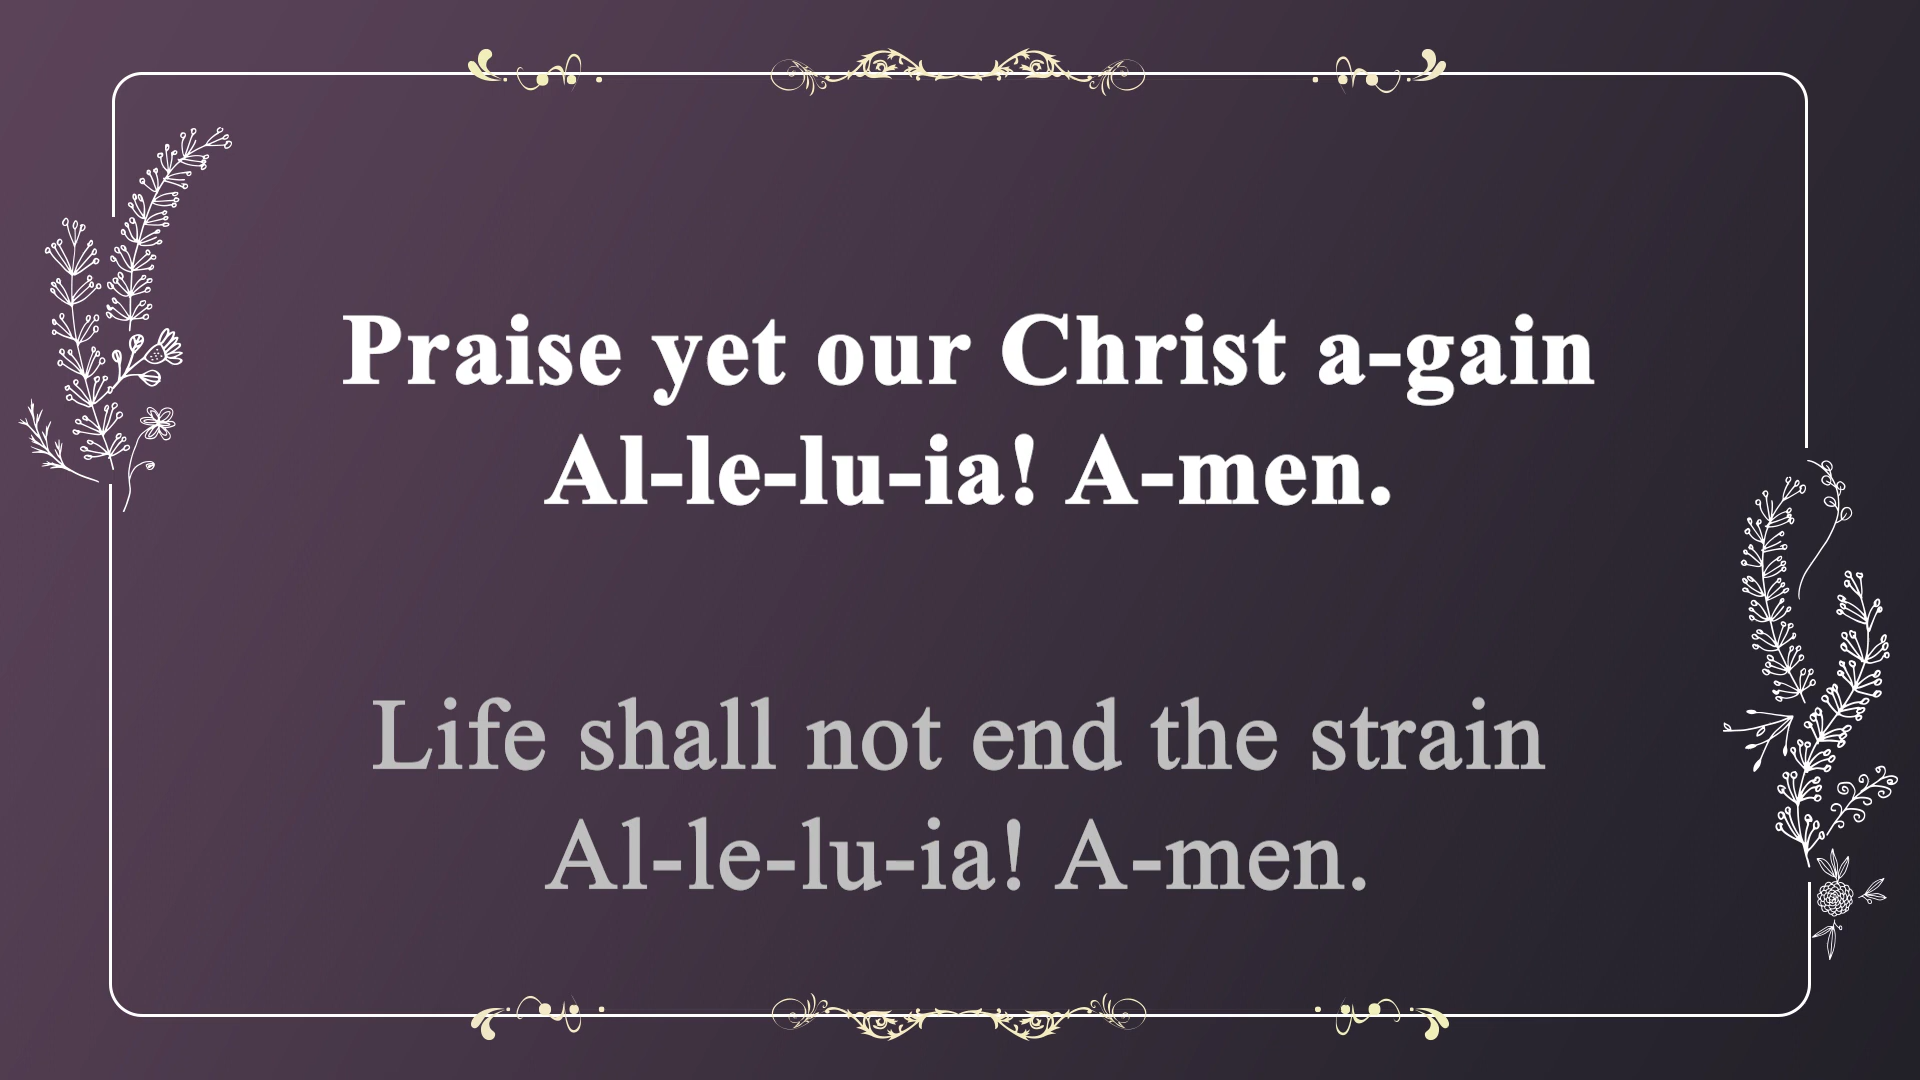 Praise yet our Christ a-gain
Al-le-lu-ia! A-men.
Life shall not end the strain
Al-le-lu-ia! A-men.